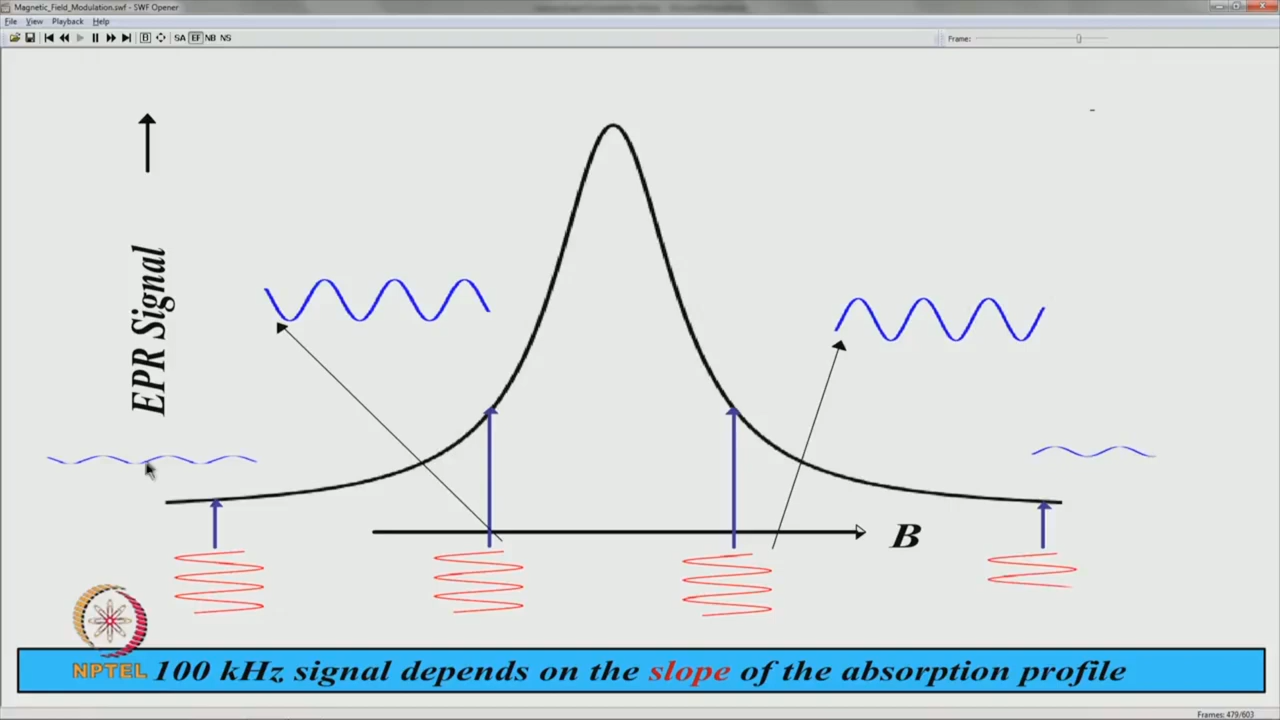 Magnetic_Field_Modulation.swf - SWF Opener
File View Playback Help
SA EF NB NS
Frame:
EPR Signal
B
NPTEL
100 kHz signal depends on the slope of the absorption profile
Frames: 479/603